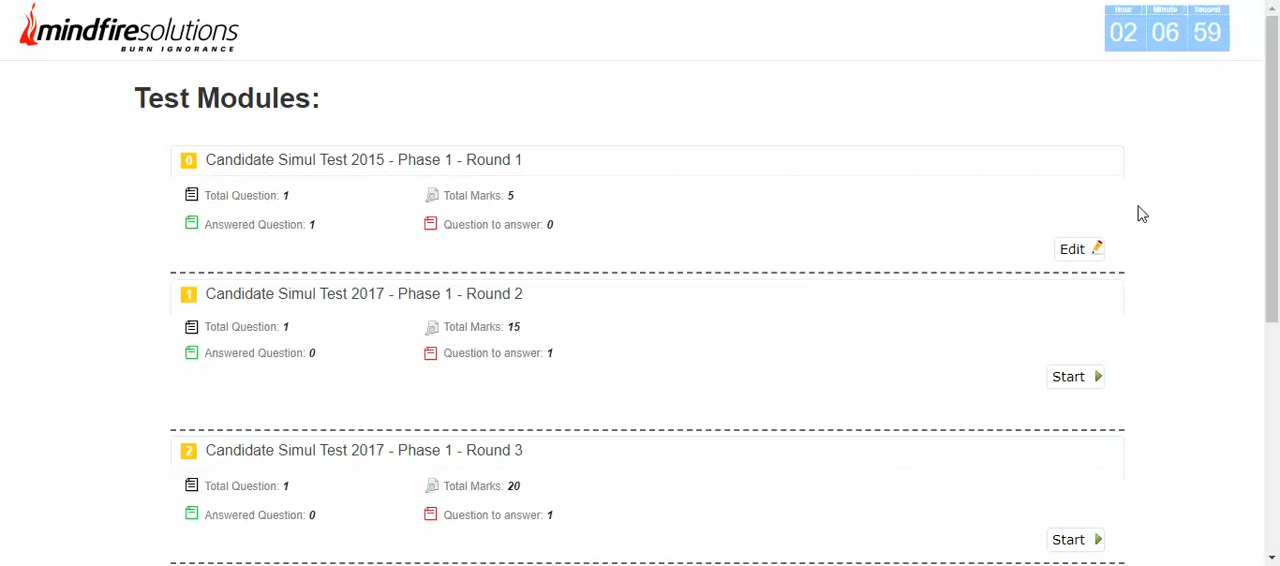 mindfiresolutions
BURN IGNORANCE
Hour Minute Second
02 06 59
Test Modules:
0 Candidate Simul Test 2015 - Phase 1 - Round 1
Total Question: 1 Total Marks: 5
Answered Question: 1 Question to answer: 0
Edit
1 Candidate Simul Test 2017 - Phase 1 - Round 2
Total Question: 1 Total Marks: 15
Answered Question: 0 Question to answer: 1
Start
2 Candidate Simul Test 2017 - Phase 1 - Round 3
Total Question: 1 Total Marks: 20
Answered Question: 0 Question to answer: 1
Start